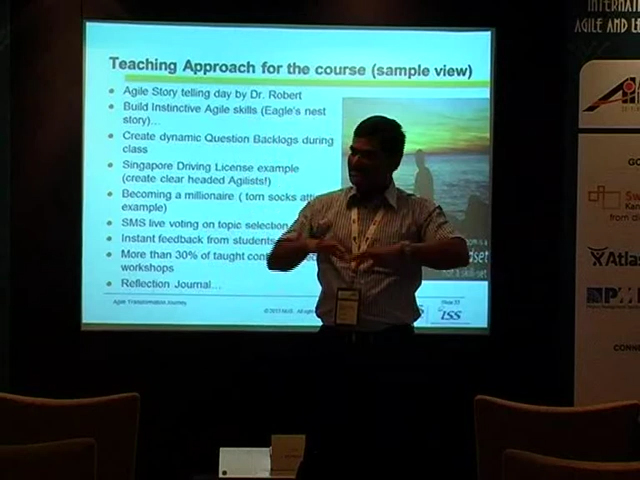 Teaching Approach for the course (sample view)
Agile Story telling day by Dr. Robert
Build Instinctive Agile skills (Eagle's nest
story)…
Create dynamic Question Backlogs during
class
Singapore Driving License example
(create clear headed Agilists!)
Becoming a millionaire ( torn socks
example)
SMS live voting on topic selection
Instant feedback from students
More than 30% of taught
workshops
Reflection Journal…
Agile Transformation Journey
ISS
AGILE AND
Atlas
PM
CONNE